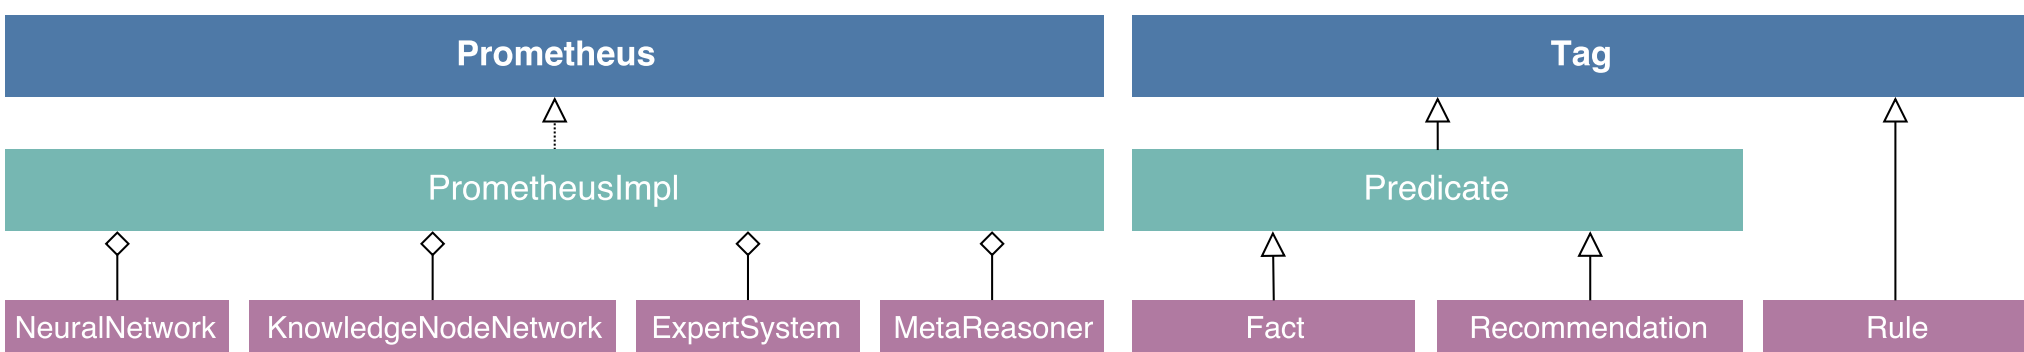 Prometheus
Tag
PrometheusImpl
Predicate
NeuralNetwork
KnowledgeNodeNetwork
ExpertSystem
MetaReasoner
Fact
Recommendation
Rule